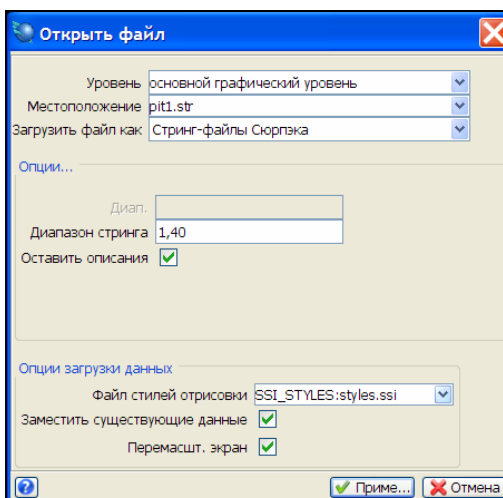 Открыть файл
Уровень основной графический уровень
Местоположение pit1.str
Загрузить файл как Стринг-файлы Сюрпэка
Опции...
Диап.
Диапазон стринга 1,40
Оставить описания
Опции загрузки данных
Файл стилей отрисовки SSI_STYLES:styles.ssi
Заместить существующие данные
Перемасшт. экран
? Приме... Отмена